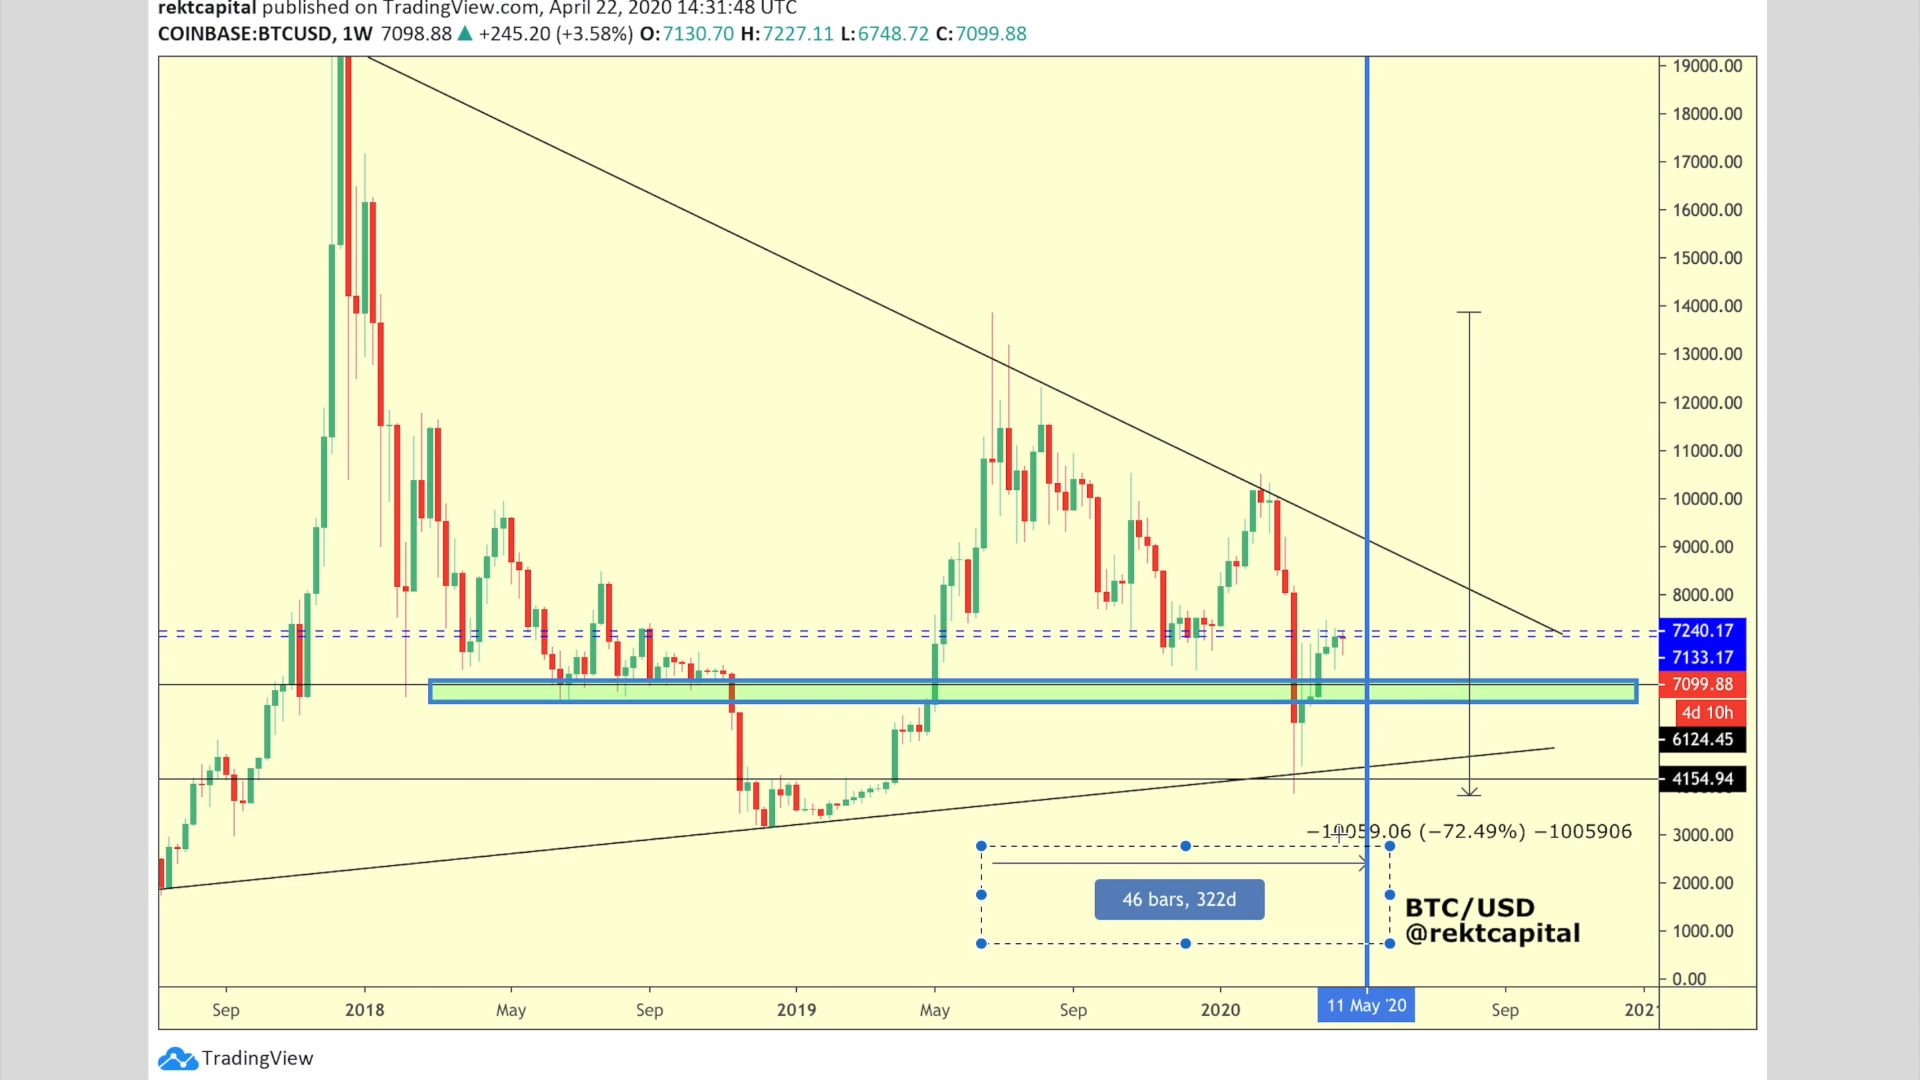 rektcapital published on TradingView.com, April 22, 2020 14:31:48 UTC
COINBASE:BTCUSD, 1W 7098.88 ▲ +245.20 (+3.58%) O:7130.70 H:7227.11 L:6748.72 C:7099.88
19000.00
18000.00
17000.00
16000.00
15000.00
14000.00
13000.00
12000.00
11000.00
10000.00
9000.00
8000.00
7240.17
7133.17
7099.88
4d 10h
6124.45
4154.94
3000.00
2000.00
1000.00
0.00
−10059.06 (−72.49%) −1005906
46 bars, 322d
BTC/USD
@rektcapital
Sep 2018 May Sep 2019 May Sep 2020 11 May '20 Sep
TradingView